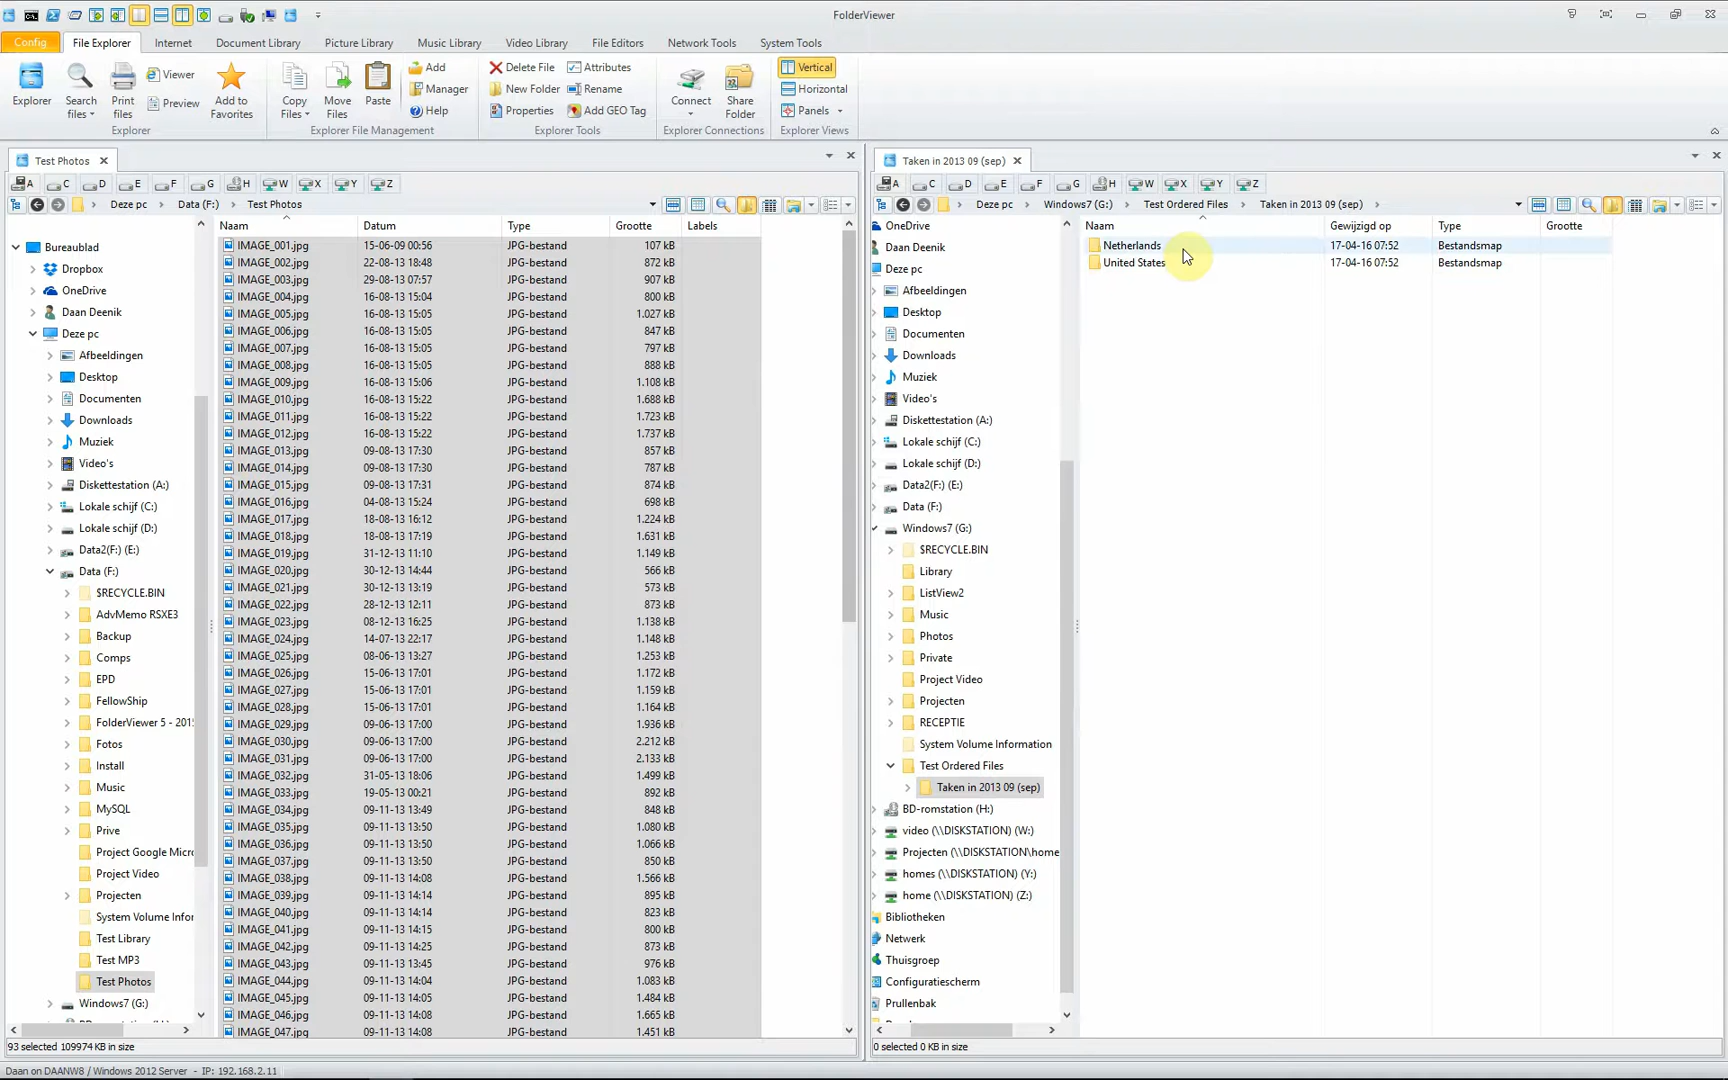 FolderViewer
Config File Explorer Internet Document Library Picture Library Music Library Video Library File Editors Network Tools System Tools
Explorer
Search files
Print files
Viewer
Preview
Add to Favorites
Explorer
Copy Files
Move Files
Paste
Add
Manager
Help
Explorer File Management
Delete File
New Folder
Properties
Attributes
Rename
Add GEO Tag
Explorer Tools
Connect
Share Folder
Explorer Connections
Vertical
Horizontal
Panels
Explorer Views
Test Photos
A C D E F G H W X Y Z
Deze pc > Data (F:) > Test Photos
Bureaublad
Dropbox
OneDrive
Daan Deenik
Deze pc
Afbeeldingen
Desktop
Documenten
Downloads
Muziek
Video's
Diskettestation (A:)
Lokale schijf (C:)
Lokale schijf (D:)
Data2(F:) (E:)
Data (F:)
$RECYCLE.BIN
AdvMemo RSXE3
Backup
Comps
EPD
FellowShip
FolderViewer 5 - 201
Fotos
Install
Music
MySQL
Prive
Project Google Micro
Project Video
Projecten
System Volume Infor
Test Library
Test MP3
Test Photos
Windows7 (G:)
Naam Datum Type Grootte Labels
IMAGE_001.jpg 15-06-09 00:56 JPG-bestand 107 kB
IMAGE_002.jpg 22-08-13 18:48 JPG-bestand 872 kB
IMAGE_003.jpg 29-08-13 07:57 JPG-bestand 907 kB
IMAGE_004.jpg 16-08-13 15:04 JPG-bestand 800 kB
IMAGE_005.jpg 16-08-13 15:05 JPG-bestand 1.027 kB
IMAGE_006.jpg 16-08-13 15:05 JPG-bestand 847 kB
IMAGE_007.jpg 16-08-13 15:05 JPG-bestand 797 kB
IMAGE_008.jpg 16-08-13 15:05 JPG-bestand 888 kB
IMAGE_009.jpg 16-08-13 15:06 JPG-bestand 1.108 kB
IMAGE_010.jpg 16-08-13 15:22 JPG-bestand 1.688 kB
IMAGE_011.jpg 16-08-13 15:22 JPG-bestand 1.723 kB
IMAGE_012.jpg 16-08-13 15:22 JPG-bestand 1.737 kB
IMAGE_013.jpg 09-08-13 17:30 JPG-bestand 857 kB
IMAGE_014.jpg 09-08-13 17:30 JPG-bestand 787 kB
IMAGE_015.jpg 09-08-13 17:31 JPG-bestand 874 kB
IMAGE_016.jpg 04-08-13 15:24 JPG-bestand 698 kB
IMAGE_017.jpg 18-08-13 16:12 JPG-bestand 1.224 kB
IMAGE_018.jpg 18-08-13 17:19 JPG-bestand 1.631 kB
IMAGE_019.jpg 31-12-13 11:10 JPG-bestand 1.149 kB
IMAGE_020.jpg 30-12-13 14:44 JPG-bestand 566 kB
IMAGE_021.jpg 30-12-13 13:19 JPG-bestand 573 kB
IMAGE_022.jpg 28-12-13 12:11 JPG-bestand 873 kB
IMAGE_023.jpg 08-12-13 16:25 JPG-bestand 1.138 kB
IMAGE_024.jpg 14-07-13 22:17 JPG-bestand 1.148 kB
IMAGE_025.jpg 08-06-13 13:27 JPG-bestand 1.253 kB
IMAGE_026.jpg 15-06-13 17:01 JPG-bestand 1.172 kB
IMAGE_027.jpg 15-06-13 17:01 JPG-bestand 1.159 kB
IMAGE_028.jpg 15-06-13 17:01 JPG-bestand 1.164 kB
IMAGE_029.jpg 09-06-13 17:00 JPG-bestand 1.936 kB
IMAGE_030.jpg 09-06-13 17:00 JPG-bestand 2.212 kB
IMAGE_031.jpg 09-06-13 17:00 JPG-bestand 2.133 kB
IMAGE_032.jpg 31-05-13 18:06 JPG-bestand 1.499 kB
IMAGE_033.jpg 19-05-13 00:21 JPG-bestand 892 kB
IMAGE_034.jpg 09-11-13 13:49 JPG-bestand 848 kB
IMAGE_035.jpg 09-11-13 13:50 JPG-bestand 1.080 kB
IMAGE_036.jpg 09-11-13 13:50 JPG-bestand 1.066 kB
IMAGE_037.jpg 09-11-13 13:50 JPG-bestand 850 kB
IMAGE_038.jpg 09-11-13 14:08 JPG-bestand 1.566 kB
IMAGE_039.jpg 09-11-13 14:14 JPG-bestand 895 kB
IMAGE_040.jpg 09-11-13 14:14 JPG-bestand 823 kB
IMAGE_041.jpg 09-11-13 14:15 JPG-bestand 800 kB
IMAGE_042.jpg 09-11-13 14:25 JPG-bestand 873 kB
IMAGE_043.jpg 09-11-13 13:45 JPG-bestand 976 kB
IMAGE_044.jpg 09-11-13 14:04 JPG-bestand 1.083 kB
IMAGE_045.jpg 09-11-13 14:05 JPG-bestand 1.484 kB
IMAGE_046.jpg 09-11-13 14:08 JPG-bestand 1.665 kB
IMAGE_047.jpg 09-11-13 14:08 JPG-bestand 1.451 kB
93 selected 109974 KB in size
Taken in 2013 09 (sep)
A C D E F G H W X Y Z
Deze pc > Windows7 (G:) > Test Ordered Files > Taken in 2013 09 (sep) >
OneDrive
Daan Deenik
Deze pc
Afbeeldingen
Desktop
Documenten
Downloads
Muziek
Video's
Diskettestation (A:)
Lokale schijf (C:)
Lokale schijf (D:)
Data2(F:) (E:)
Data (F:)
Windows7 (G:)
$RECYCLE.BIN
Library
ListView2
Music
Photos
Private
Project Video
Projecten
RECEPTIE
System Volume Information
Test Ordered Files
Taken in 2013 09 (sep)
BD-romstation (H:)
video (\\DISKSTATION) (W:)
Projecten (\\DISKSTATION\home
homes (\\DISKSTATION) (Y:)
home (\\DISKSTATION) (Z:)
Bibliotheken
Netwerk
Thuisgroep
Configuratiescherm
Prullenbak
Naam Gewijzigd op Type Grootte
Netherlands 17-04-16 07:52 Bestandsmap
United States 17-04-16 07:52 Bestandsmap
0 selected 0 KB in size
Daan on DAANW8 / Windows 2012 Server - IP: 192.168.2.11